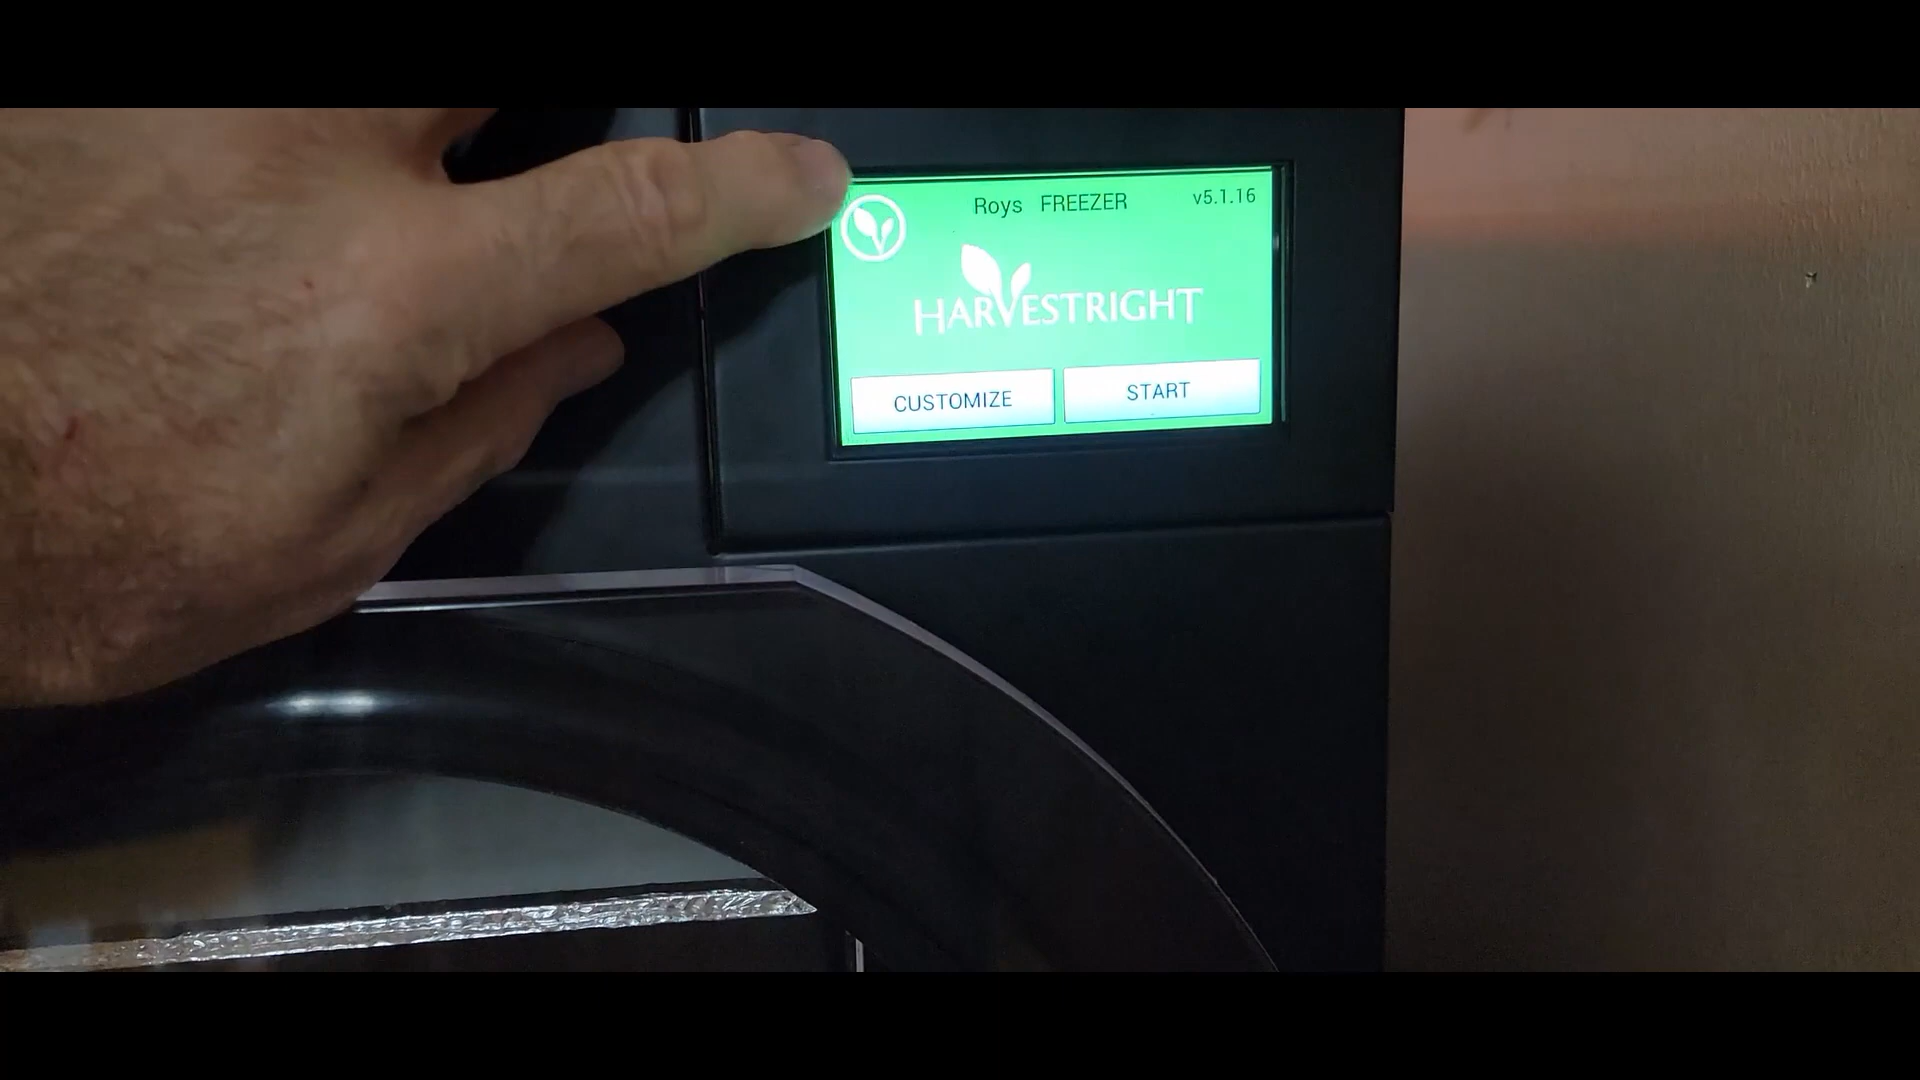 Roys FREEZER
v5.1.16
HARVESTRIGHT
CUSTOMIZE
START